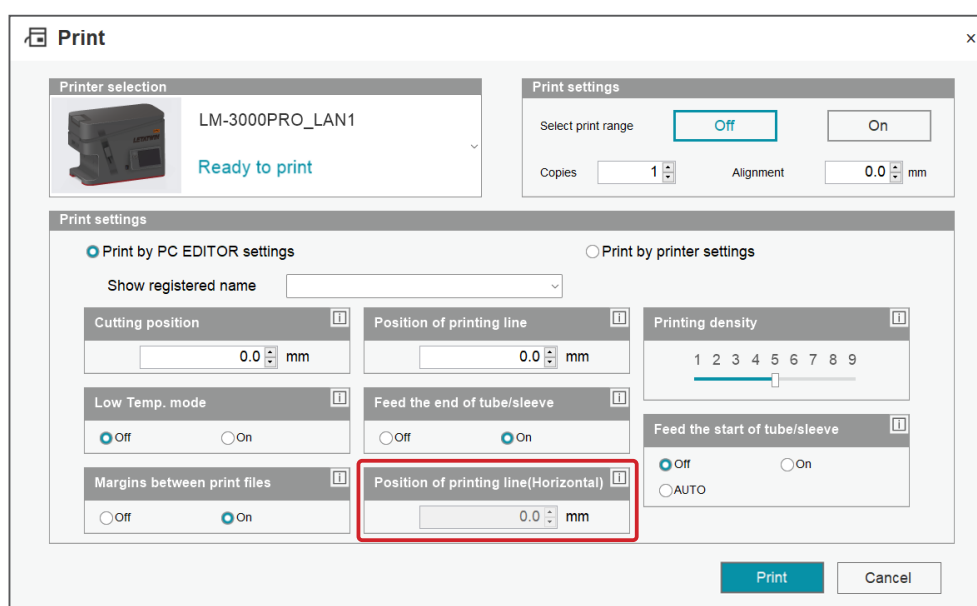 Print
Printer selection
LM-3000PRO_LAN1
Ready to print
Print settings
Select print range Off On
Copies 1 Alignment 0.0 mm
Print settings
Print by PC EDITOR settings Print by printer settings
Show registered name
Cutting position
0.0 mm
Position of printing line
0.0 mm
Printing density
1 2 3 4 5 6 7 8 9
Low Temp. mode
Off On
Feed the end of tube/sleeve
Off On
Feed the start of tube/sleeve
Off On
AUTO
Margins between print files
Off On
Position of printing line(Horizontal)
0.0 mm
Print Cancel